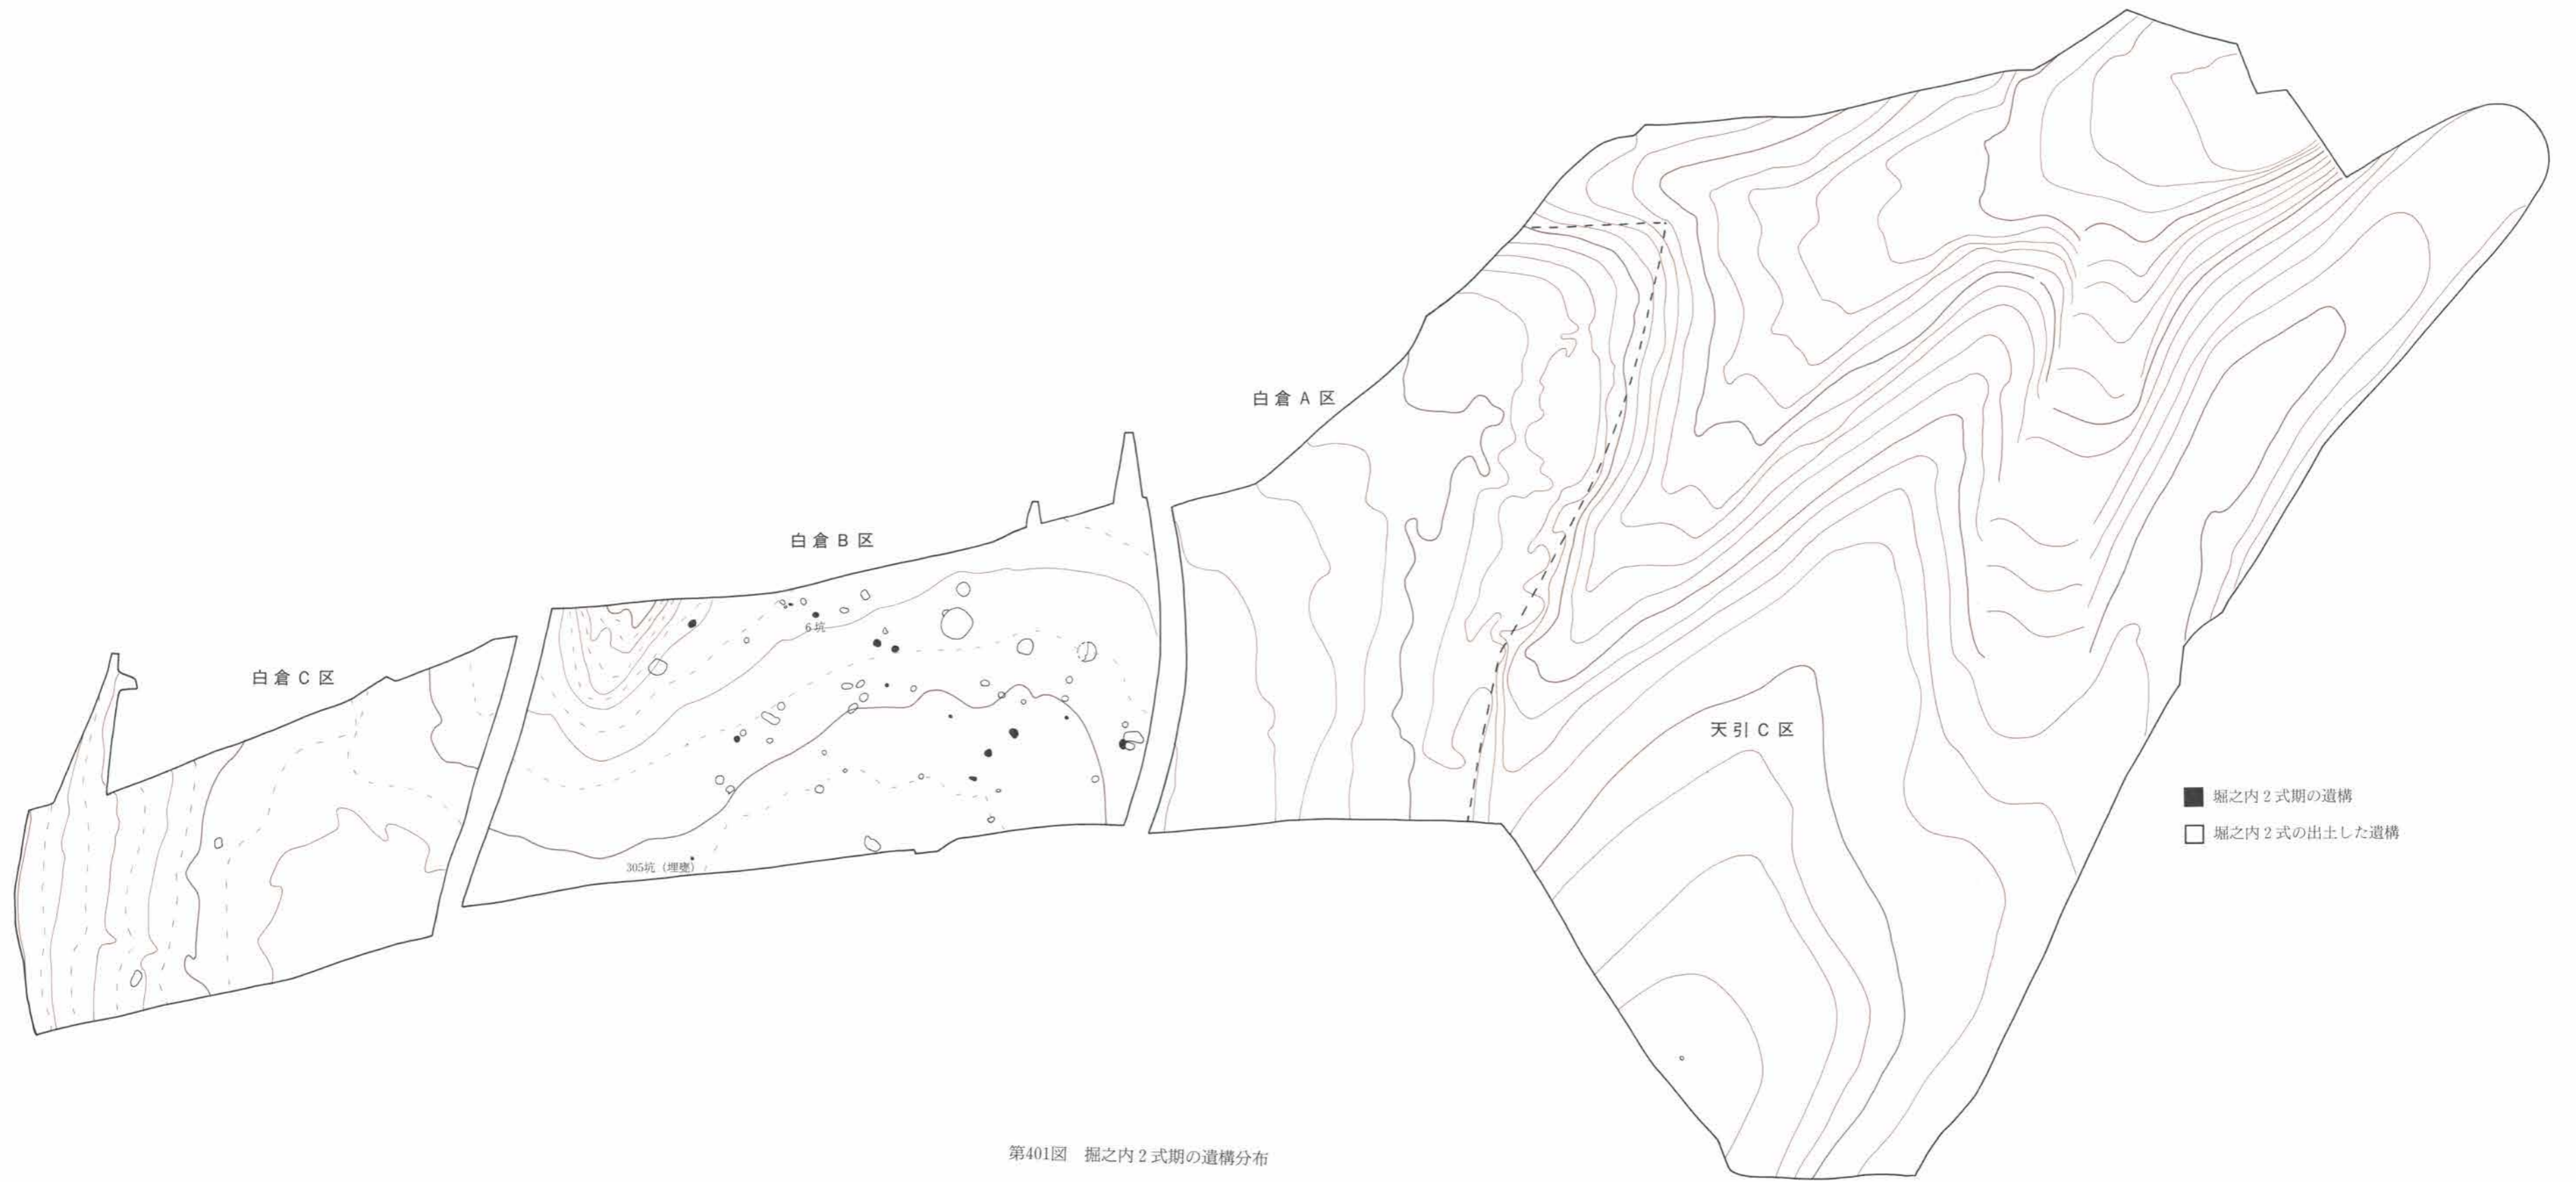 白倉A区
白倉B区
6坑
白倉C区
天引C区
堀之内2式期の遺構
堀之内2式の出土した遺構
305坑（埋甕）
第401図 掘之内2式期の遺構分布